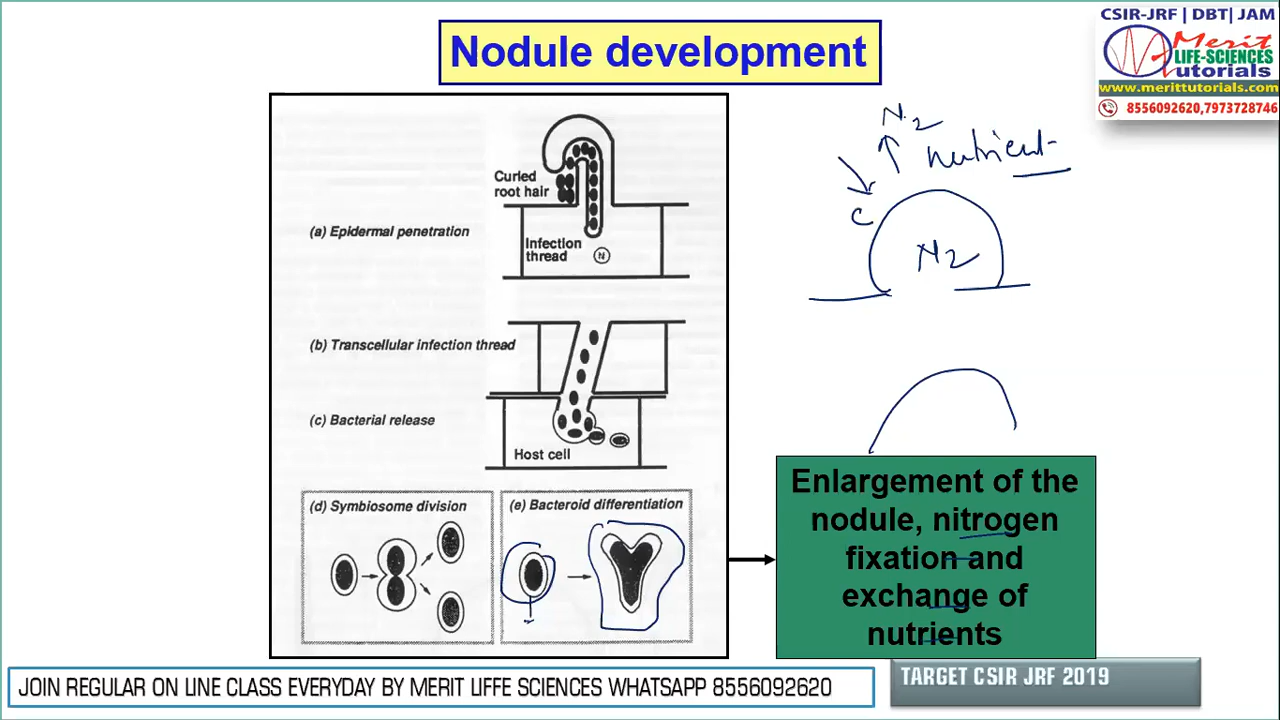 Nodule development
CSIR-JRF | DBT| JAM
Merit
LIFE-SCIENCES
utorials
www.merittutorials.com
8556092620,7973728746
Curled
root hair
(a) Epidermal penetration
Infection
thread
N
(b) Transcellular infection thread
(c) Bacterial release
Host cell
(d) Symbiosome division
(e) Bacteroid differentiation
N2
nutrient
C
N2
Enlargement of the
nodule, nitrogen
fixation and
exchange of
nutrients
JOIN REGULAR ON LINE CLASS EVERYDAY BY MERIT LIFFE SCIENCES WHATSAPP 8556092620
TARGET CSIR JRF 2019